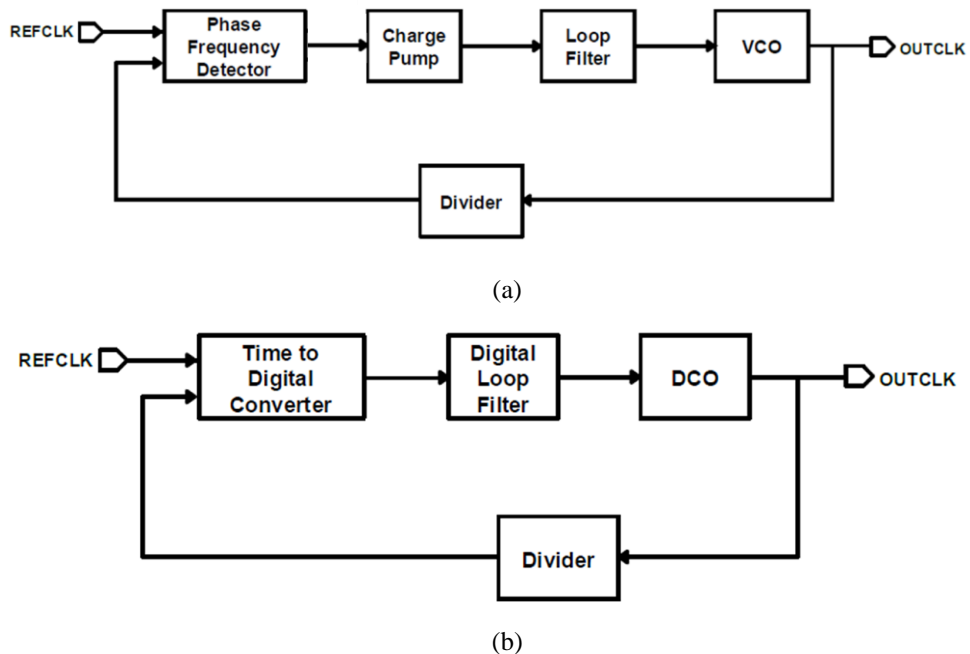 REFCLK
Phase
Frequency
Detector
Charge
Pump
Loop
Filter
VCO
OUTCLK
Divider
(a)
REFCLK
Time to
Digital
Converter
Digital
Loop
Filter
DCO
OUTCLK
Divider
(b)